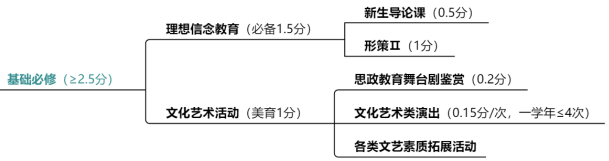 新生导论课（0.5分）
理想信念教育（必备1.5分）
形策Ⅱ（1分）
基础必修（≥2.5分）
思政教育舞台剧鉴赏（0.2分）
文化艺术活动（美育1分）
文化艺术类演出（0.15分/次，一学年≤4次）
各类文艺素质拓展活动